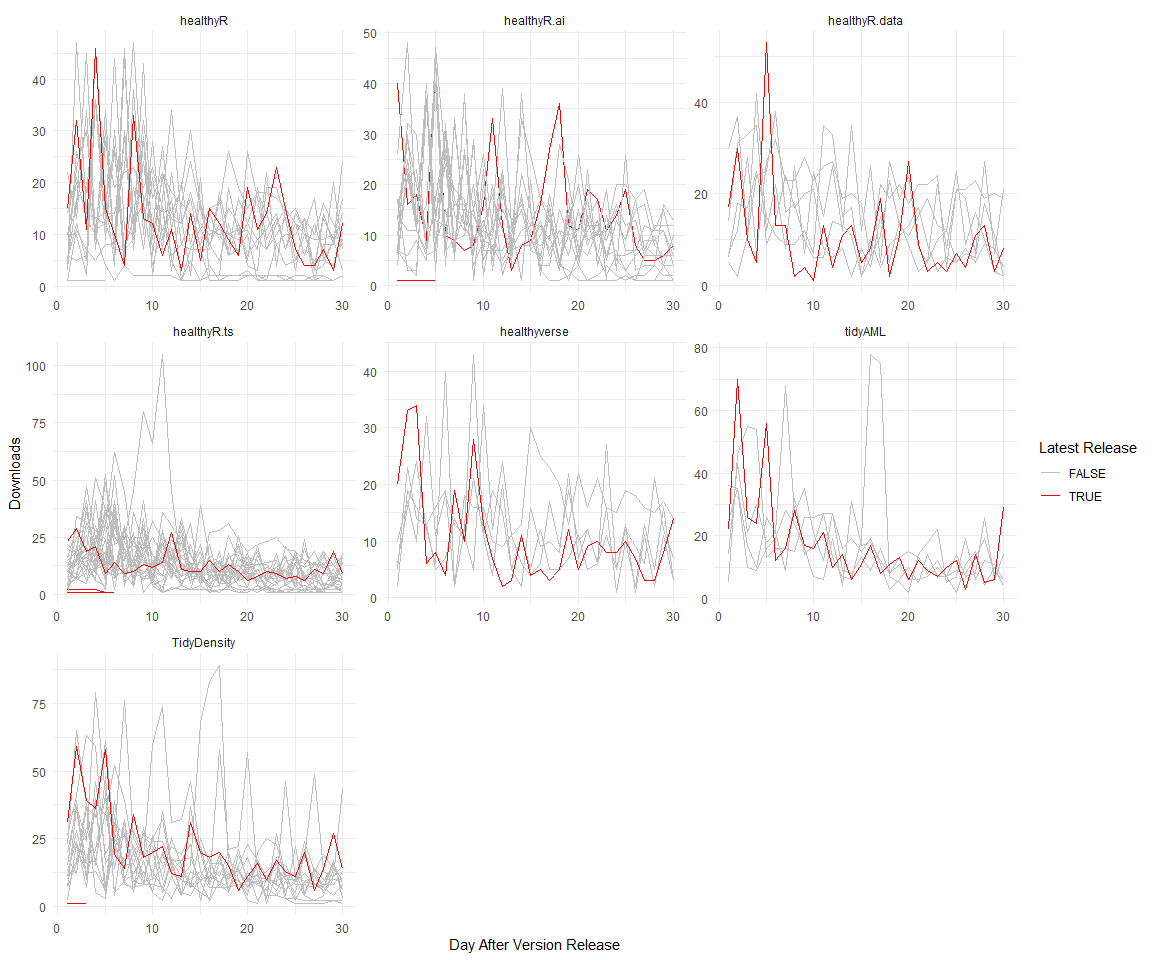 healthyR healthyR.ai healthyR.data
40
30
20
10
0
0 10 20 30
50
40
30
20
10
0
0 10 20 30
40
20
0
0 10 20 30
healthyR.ts healthyverse tidyAML
100
75
50
25
0
0 10 20 30
40
30
20
10
0
0 10 20 30
80
60
40
20
0
0 10 20 30
TidyDensity
75
50
25
0
0 10 20 30
Downloads
Day After Version Release
Latest Release
FALSE
TRUE